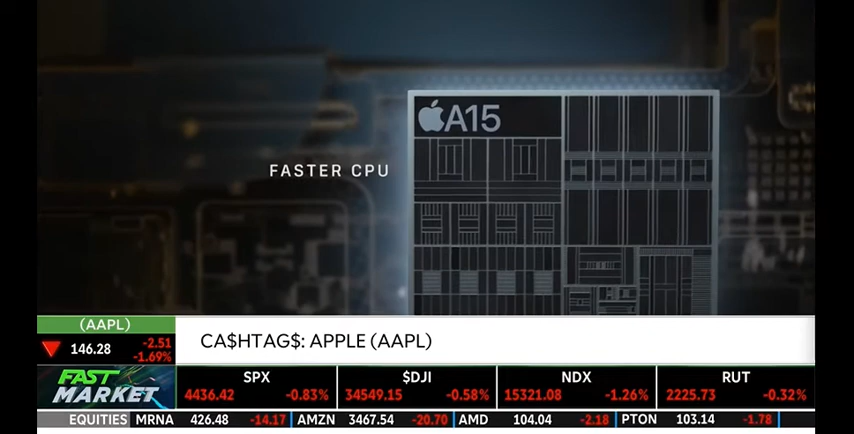 A15
FASTER CPU
(AAPL)
146.28 -2.51 -1.69%
CA$HTAG$: APPLE (AAPL)
FAST MARKET
SPX $DJI NDX RUT
4436.42 -0.83% 34549.15 -0.58% 15321.08 -1.26% 2225.73 -0.32%
EQUITIES MRNA 426.48 -14.17 AMZN 3467.54 -20.70 AMD 104.04 -2.18 PTON 103.14 -1.78